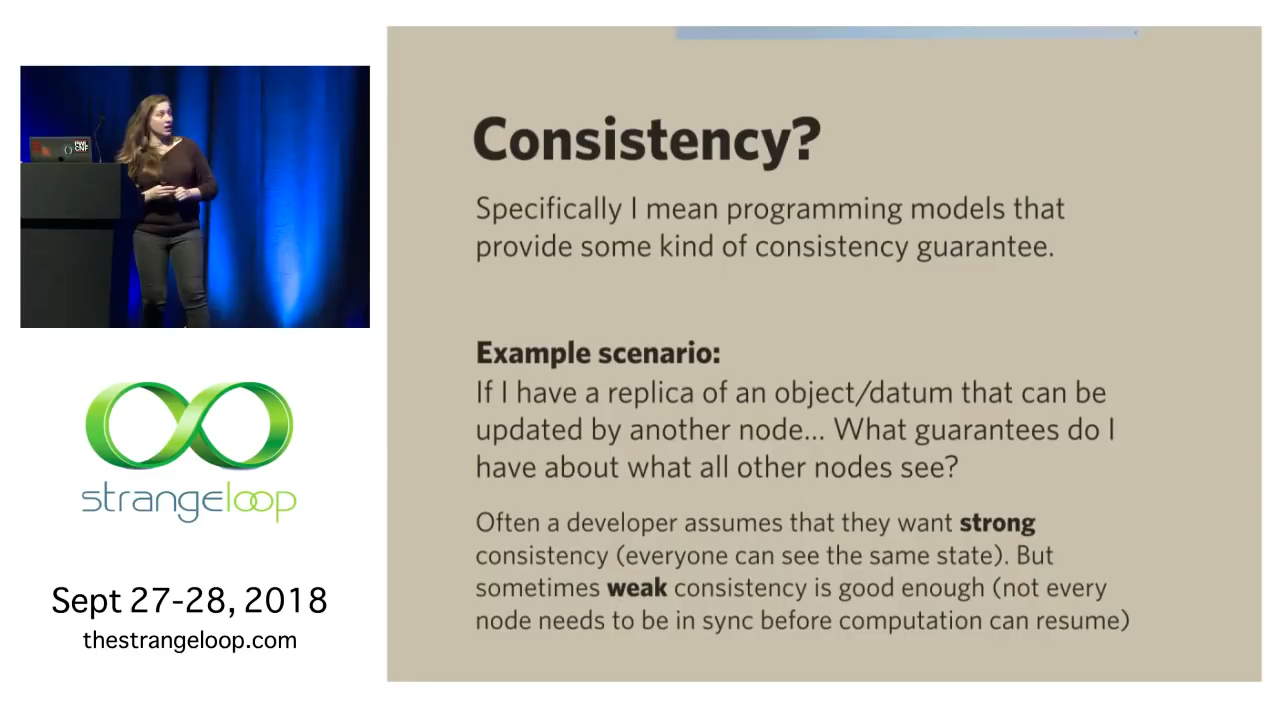 Consistency?
Specifically I mean programming models that
provide some kind of consistency guarantee.
Example scenario:
If I have a replica of an object/datum that can be
updated by another node... What guarantees do I
have about what all other nodes see?
Often a developer assumes that they want strong
consistency (everyone can see the same state). But
sometimes weak consistency is good enough (not every
node needs to be in sync before computation can resume)
strangeloop
Sept 27-28, 2018
thestrangeloop.com